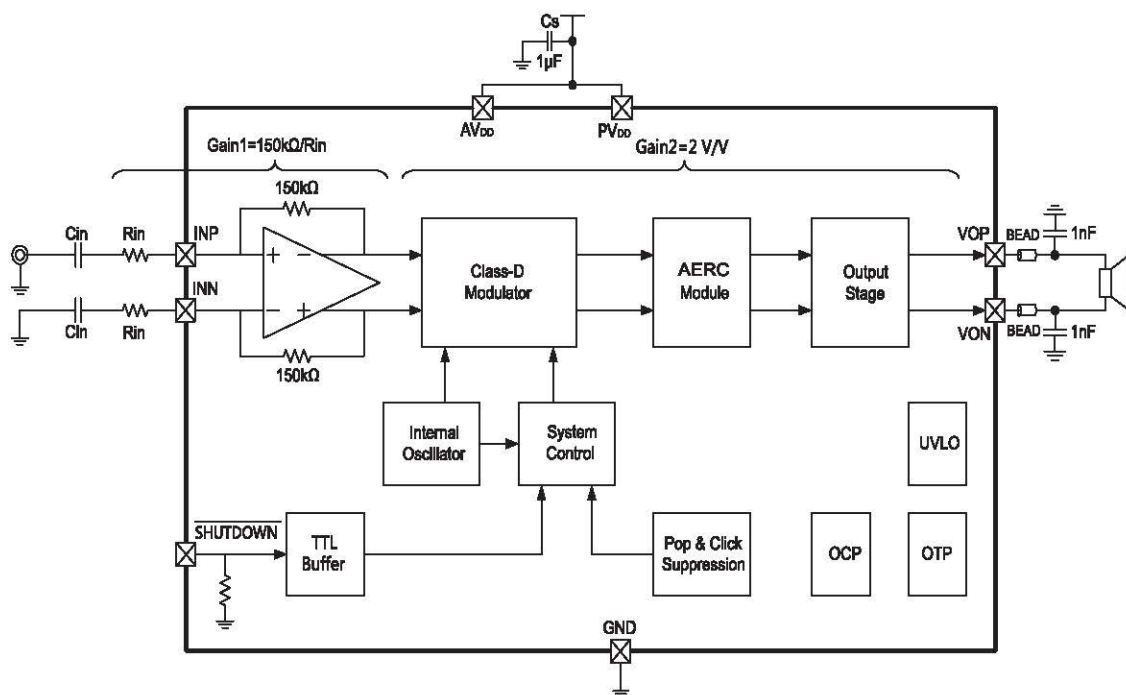 Cs
1μF
AVDD
PVDD
Gain1=150kΩ/Rin
Gain2=2 V/V
150kΩ
Cin
Rin
INP
VOP
BEAD
1nF
Class-D
Modulator
AERC
Module
Output
Stage
INN
Cin
Rin
VON
BEAD
1nF
150kΩ
Internal
Oscillator
System
Control
UVLO
SHUTDOWN
TTL
Buffer
Pop & Click
Suppression
OCP
OTP
GND